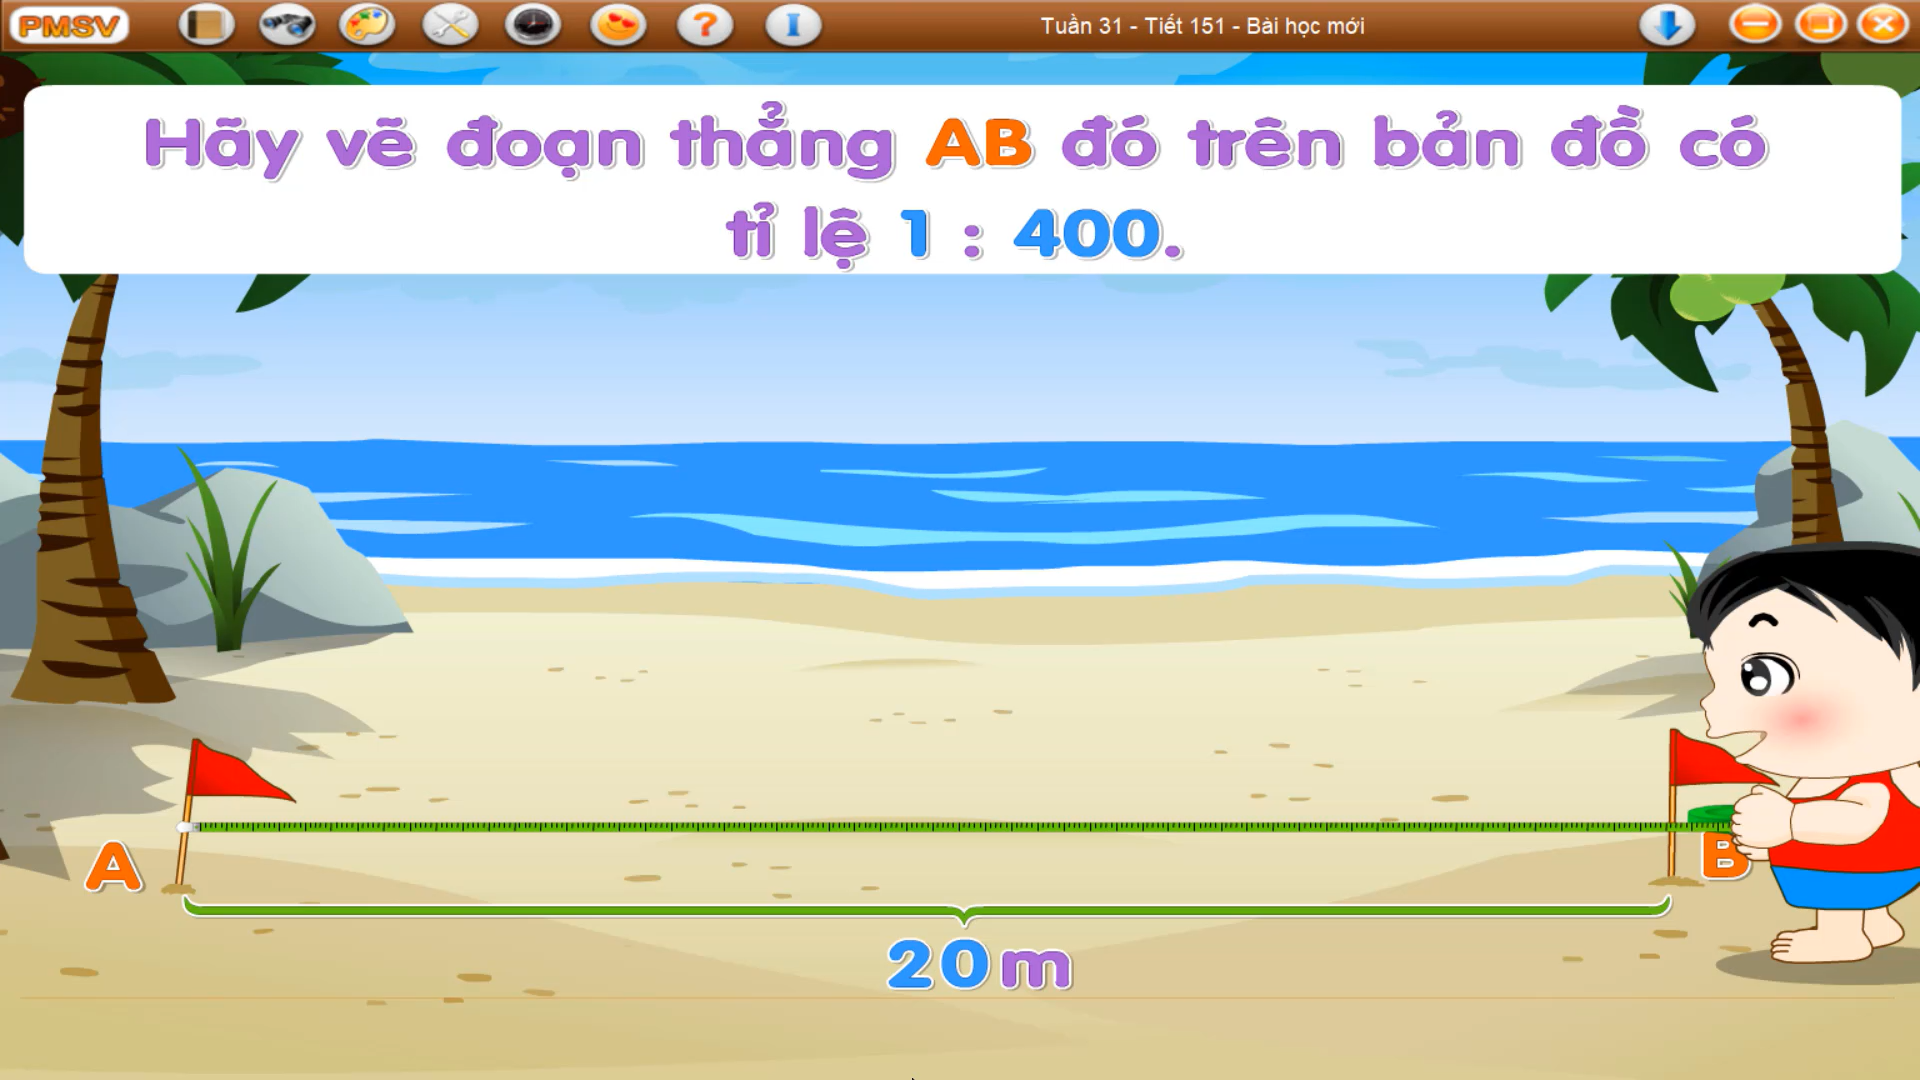 PMSV
Tuần 31 - Tiết 151 - Bài học mới
Hãy vẽ đoạn thẳng AB đó trên bản đồ có
tỉ lệ 1 : 400.
A
B
20m